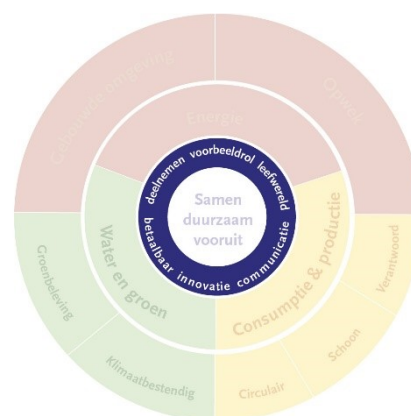 Gebouwde omgeving
Opwek
Energie
deelnemen voorbeeldrol leefwereld
Samen
duurzaam
vooruit
betaalbaar innovatie communicatie
Water en groen
Consumptie & productie
Groenbeleving
Klimaatbestendig
Circulair
Schoon
Verantwoord